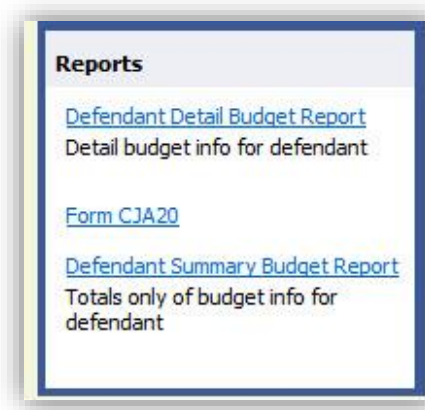 Reports
Defendant Detail Budget Report
Detail budget info for defendant
Form CJA20
Defendant Summary Budget Report
Totals only of budget info for
defendant